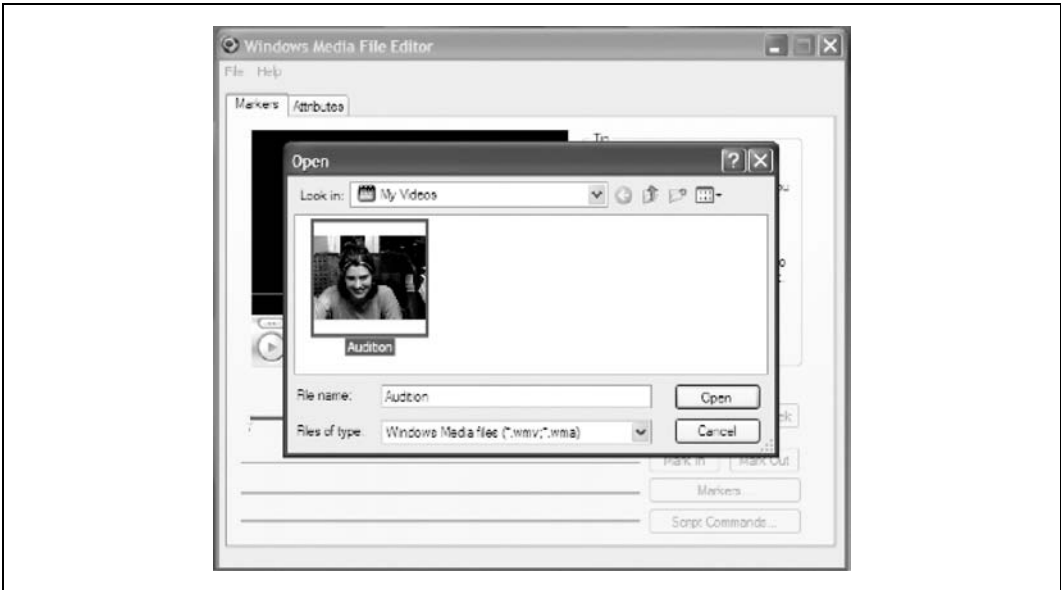 Windows Media File Editor
File Help
Markers Attributes
Tip
Open
Look in: My Videos
Audition
File name: Audition Open
Files of type: Windows Media files (*.wmv;*.wma) Cancel
Mark In Mark Out
Markers...
Script Commands...